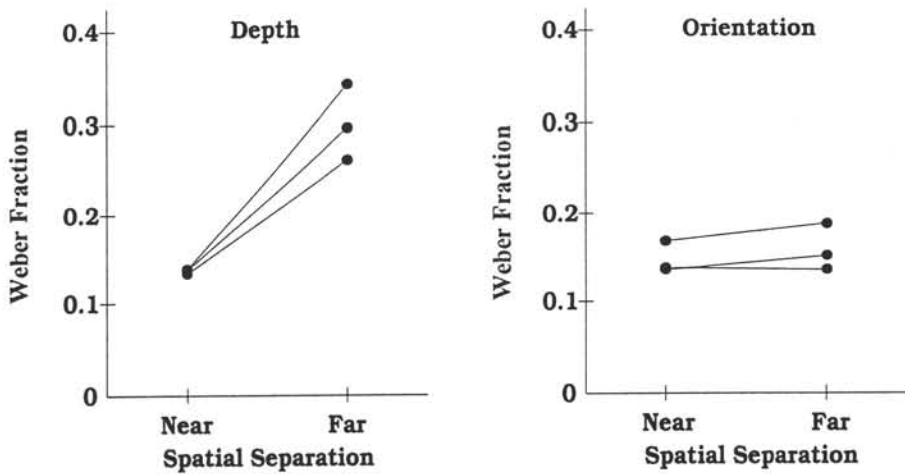 Depth
Weber Fraction
0.4
0.3
0.2
0.1
0
Near Far
Spatial Separation
Orientation
Weber Fraction
0.4
0.3
0.2
0.1
0
Near Far
Spatial Separation